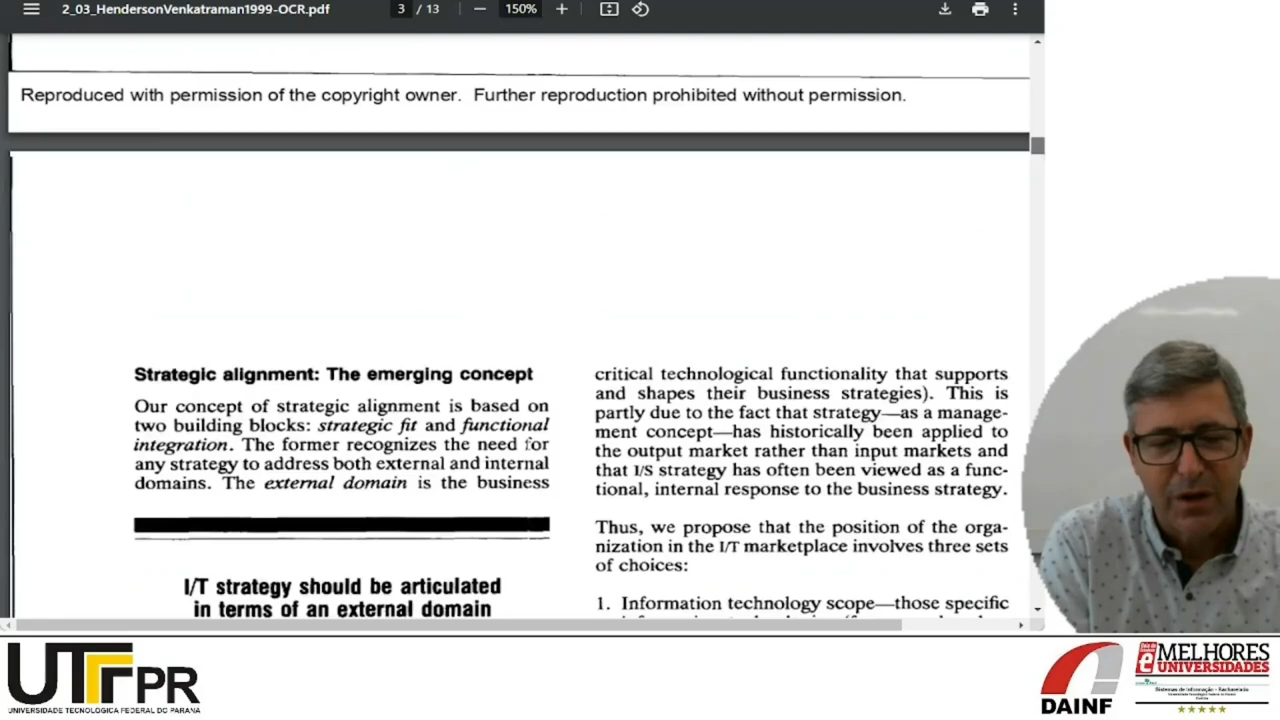 2_03_HendersonVenkatraman1999-OCR.pdf
3 / 13
150%
Reproduced with permission of the copyright owner. Further reproduction prohibited without permission.
Strategic alignment: The emerging concept
Our concept of strategic alignment is based on
two building blocks: strategic fit and functional
integration. The former recognizes the need for
any strategy to address both external and internal
domains. The external domain is the business
I/T strategy should be articulated
in terms of an external domain
critical technological functionality that supports
and shapes their business strategies). This is
partly due to the fact that strategy—as a manage-
ment concept—has historically been applied to
the output market rather than input markets and
that I/S strategy has often been viewed as a func-
tional, internal response to the business strategy.
Thus, we propose that the position of the orga-
nization in the I/T marketplace involves three sets
of choices:
1. Information technology scope—those specific
UTFPR
UNIVERSIDADE TECNOLÓGICA FEDERAL DO PARANÁ
DAINF
MELHORES
UNIVERSIDADES
Sistemas de Informação - Bacharelado